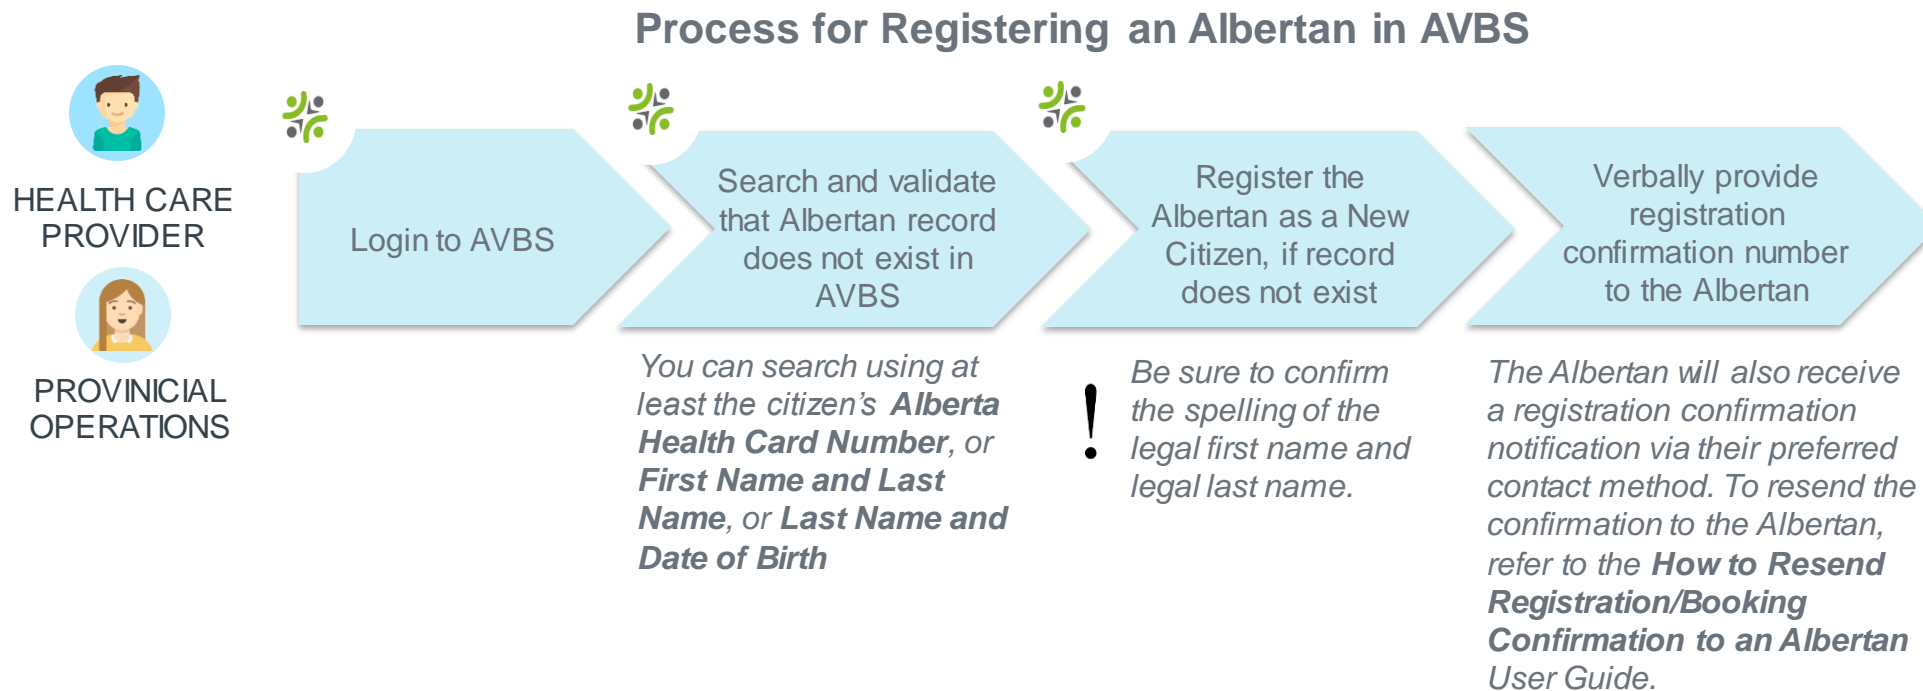 Process for Registering an Albertan in AVBS
HEALTH CARE
PROVIDER
PROVINICIAL
OPERATIONS
Login to AVBS
Search and validate
that Albertan record
does not exist in
AVBS
You can search using at
least the citizen’s Alberta
Health Card Number, or
First Name and Last
Name, or Last Name and
Date of Birth
Register the
Albertan as a New
Citizen, if record
does not exist
!
Be sure to confirm
the spelling of the
legal first name and
legal last name.
Verbally provide
registration
confirmation number
to the Albertan
The Albertan will also receive
a registration confirmation
notification via their preferred
contact method. To resend the
confirmation to the Albertan,
refer to the How to Resend
Registration/Booking
Confirmation to an Albertan
User Guide.